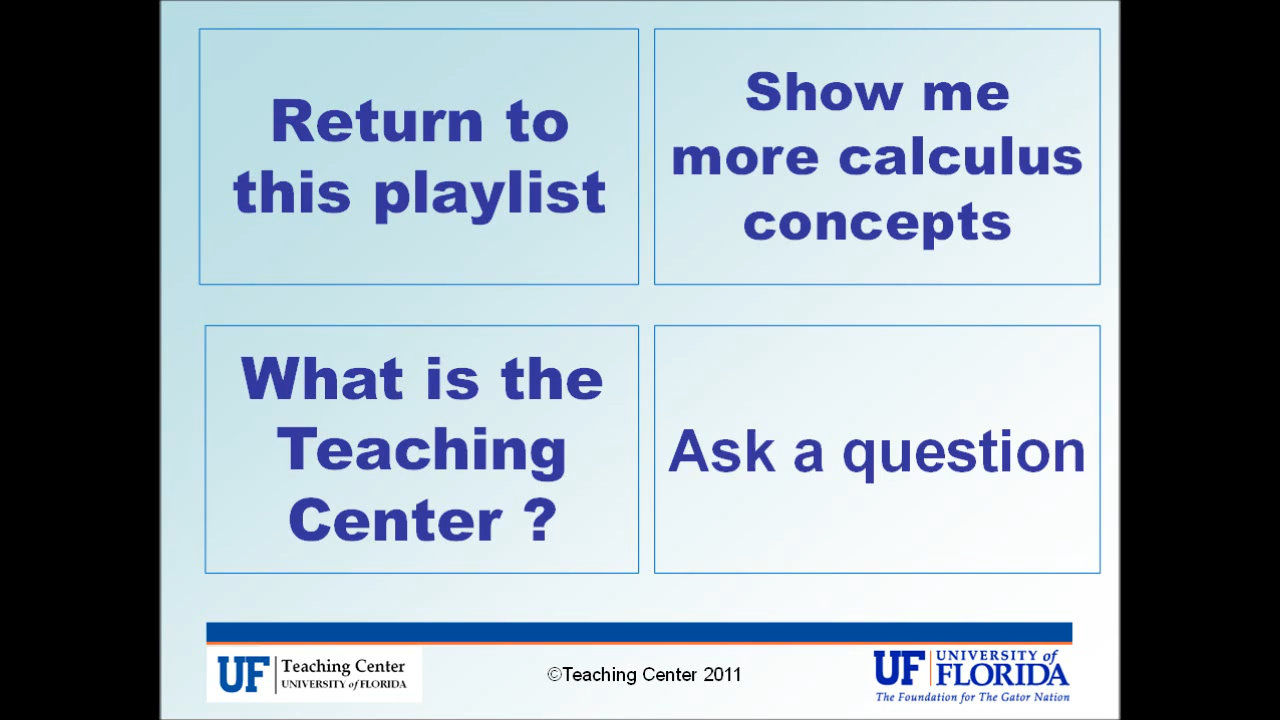 Return to
this playlist
Show me
more calculus
concepts
What is the
Teaching
Center ?
Ask a question
UF Teaching Center
UNIVERSITY of FLORIDA
©Teaching Center 2011
UF UNIVERSITY of
FLORIDA
The Foundation for The Gator Nation